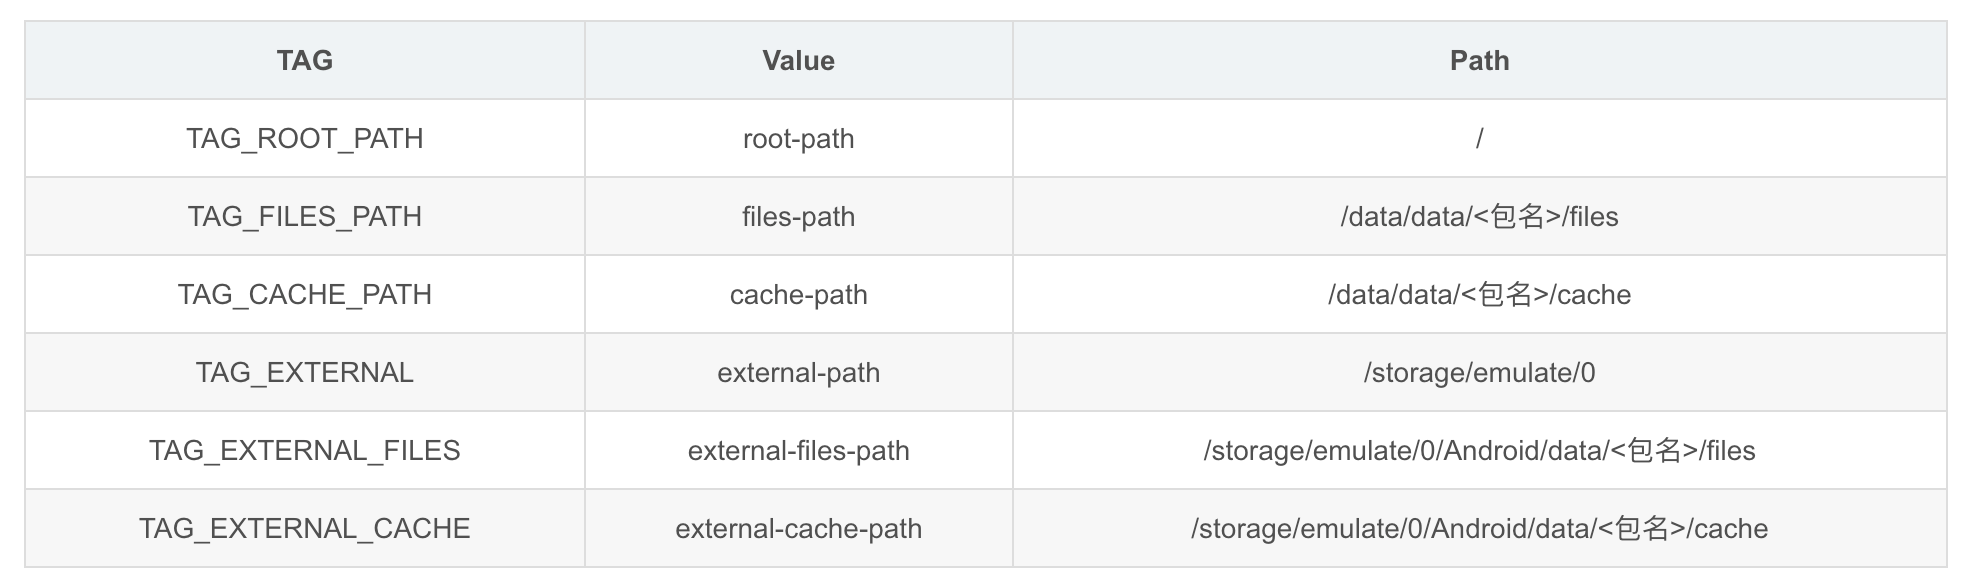 TAG Value Path
TAG_ROOT_PATH root-path /
TAG_FILES_PATH files-path /data/data/<包名>/files
TAG_CACHE_PATH cache-path /data/data/<包名>/cache
TAG_EXTERNAL external-path /storage/emulate/0
TAG_EXTERNAL_FILES external-files-path /storage/emulate/0/Android/data/<包名>/files
TAG_EXTERNAL_CACHE external-cache-path /storage/emulate/0/Android/data/<包名>/cache